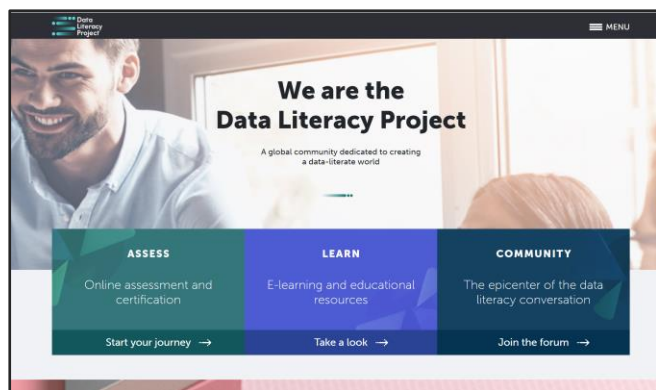 Data
Literacy
Project
MENU
We are the
Data Literacy Project
A global community dedicated to creating
a data-literate world
ASSESS
Online assessment and
certification
Start your journey →
LEARN
E-learning and educational
resources
Take a look →
COMMUNITY
The epicenter of the data
literacy conversation
Join the forum →